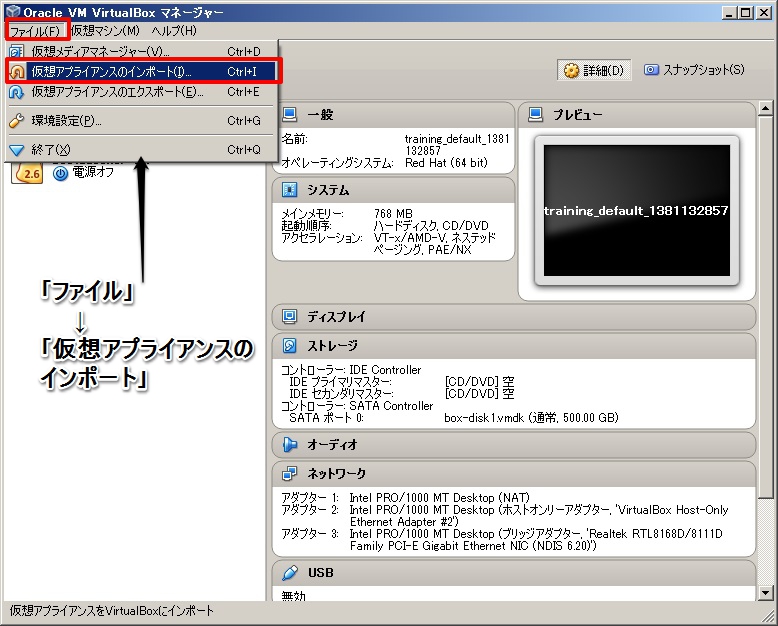 Oracle VM VirtualBox マネージャー
ファイル(F) 仮想マシン(M) ヘルプ(H)
仮想メディアマネージャー(V)... Ctrl+D
仮想アプライアンスのインポート(I)... Ctrl+I
仮想アプライアンスのエクスポート(E)... Ctrl+E
環境設定(P)... Ctrl+G
終了(X) Ctrl+Q
2.6 電源オフ
「ファイル」
↓
「仮想アプライアンスの
インポート」
詳細(D) スナップショット(S)
一般
名前: training_default_1381
132857
オペレーティングシステム: Red Hat (64 bit)
システム
メインメモリー: 768 MB
起動順序: ハードディスク, CD/DVD
アクセラレーション: VT-x/AMD-V, ネステッド
ページング, PAE/NX
プレビュー
training_default_1381132857
ディスプレイ
ストレージ
コントローラー: IDE Controller
IDE プライマリマスター: [CD/DVD] 空
IDE セカンダリマスター: [CD/DVD] 空
コントローラー: SATA Controller
SATA ポート 0: box-disk1.vmdk (通常, 500.00 GB)
オーディオ
ネットワーク
アダプター 1: Intel PRO/1000 MT Desktop (NAT)
アダプター 2: Intel PRO/1000 MT Desktop (ホストオンリーアダプター, 'VirtualBox Host-Only
Ethernet Adapter #2')
アダプター 3: Intel PRO/1000 MT Desktop (ブリッジアダプター, 'Realtek RTL8168D/8111D
Family PCI-E Gigabit Ethernet NIC (NDIS 6.20)')
USB
無効
仮想アプライアンスをVirtualBoxにインポート